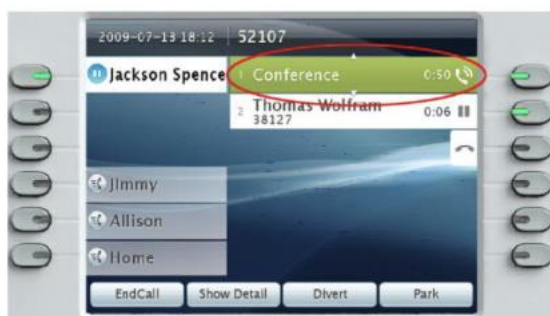 2009-07-13 18:12 52107
Jackson Spence
1 Conference 0:50
2 Thomas Wolfram 0:06
38127
Jimmy
Allison
Home
EndCall Show Detail Divert Park